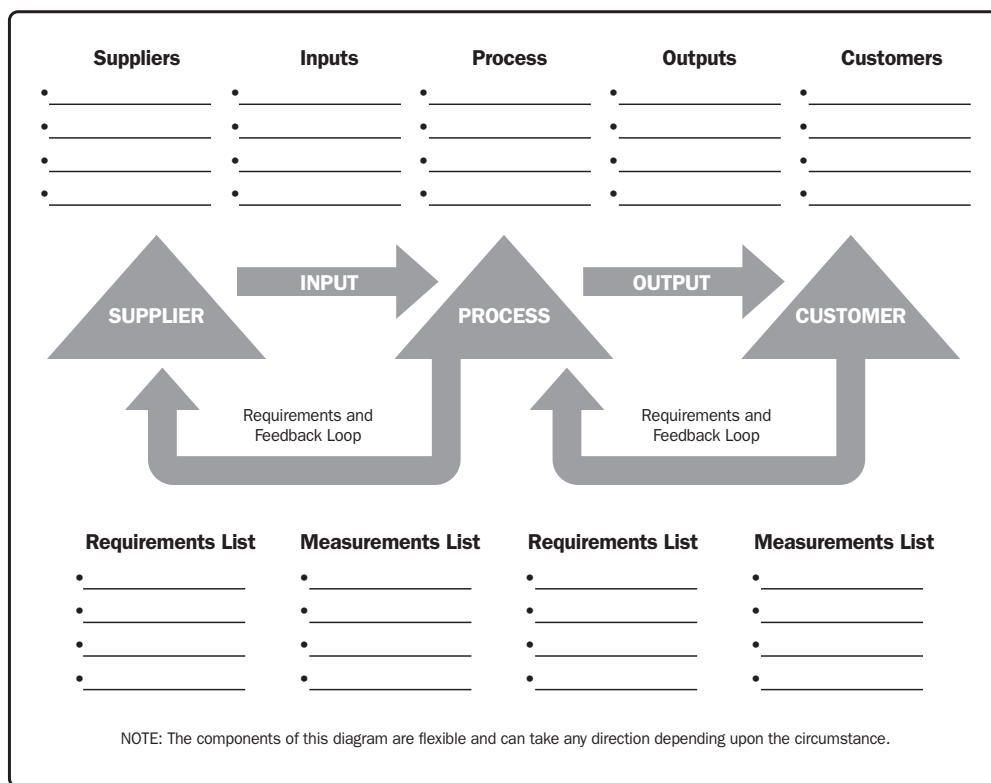 Suppliers
Inputs
Process
Outputs
Customers
INPUT
OUTPUT
SUPPLIER
PROCESS
CUSTOMER
Requirements and
Feedback Loop
Requirements and
Feedback Loop
Requirements List
Measurements List
Requirements List
Measurements List
NOTE: The components of this diagram are flexible and can take any direction depending upon the circumstance.